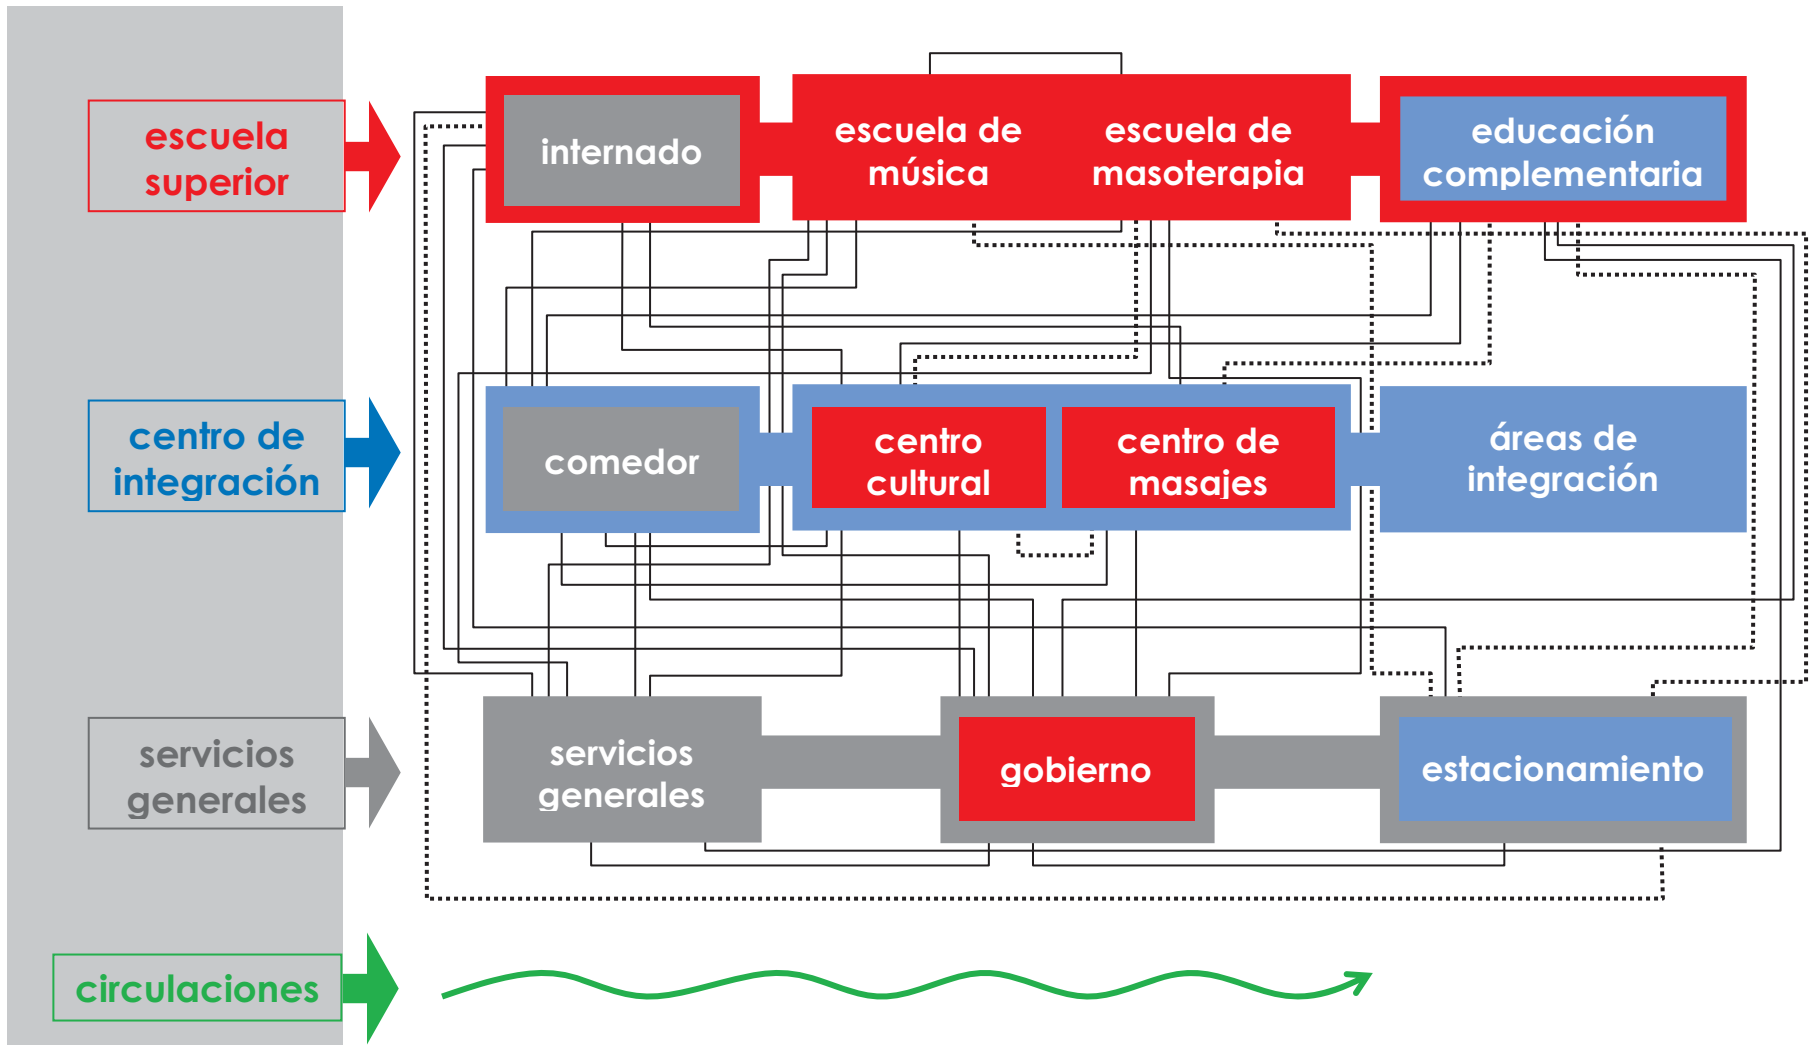 escuela
superior
internado
escuela de
música
escuela de
masoterapia
educación
complementaria
centro de
integración
comedor
centro
cultural
centro de
masajes
áreas de
integración
servicios
generales
servicios
generales
gobierno
estacionamiento
circulaciones